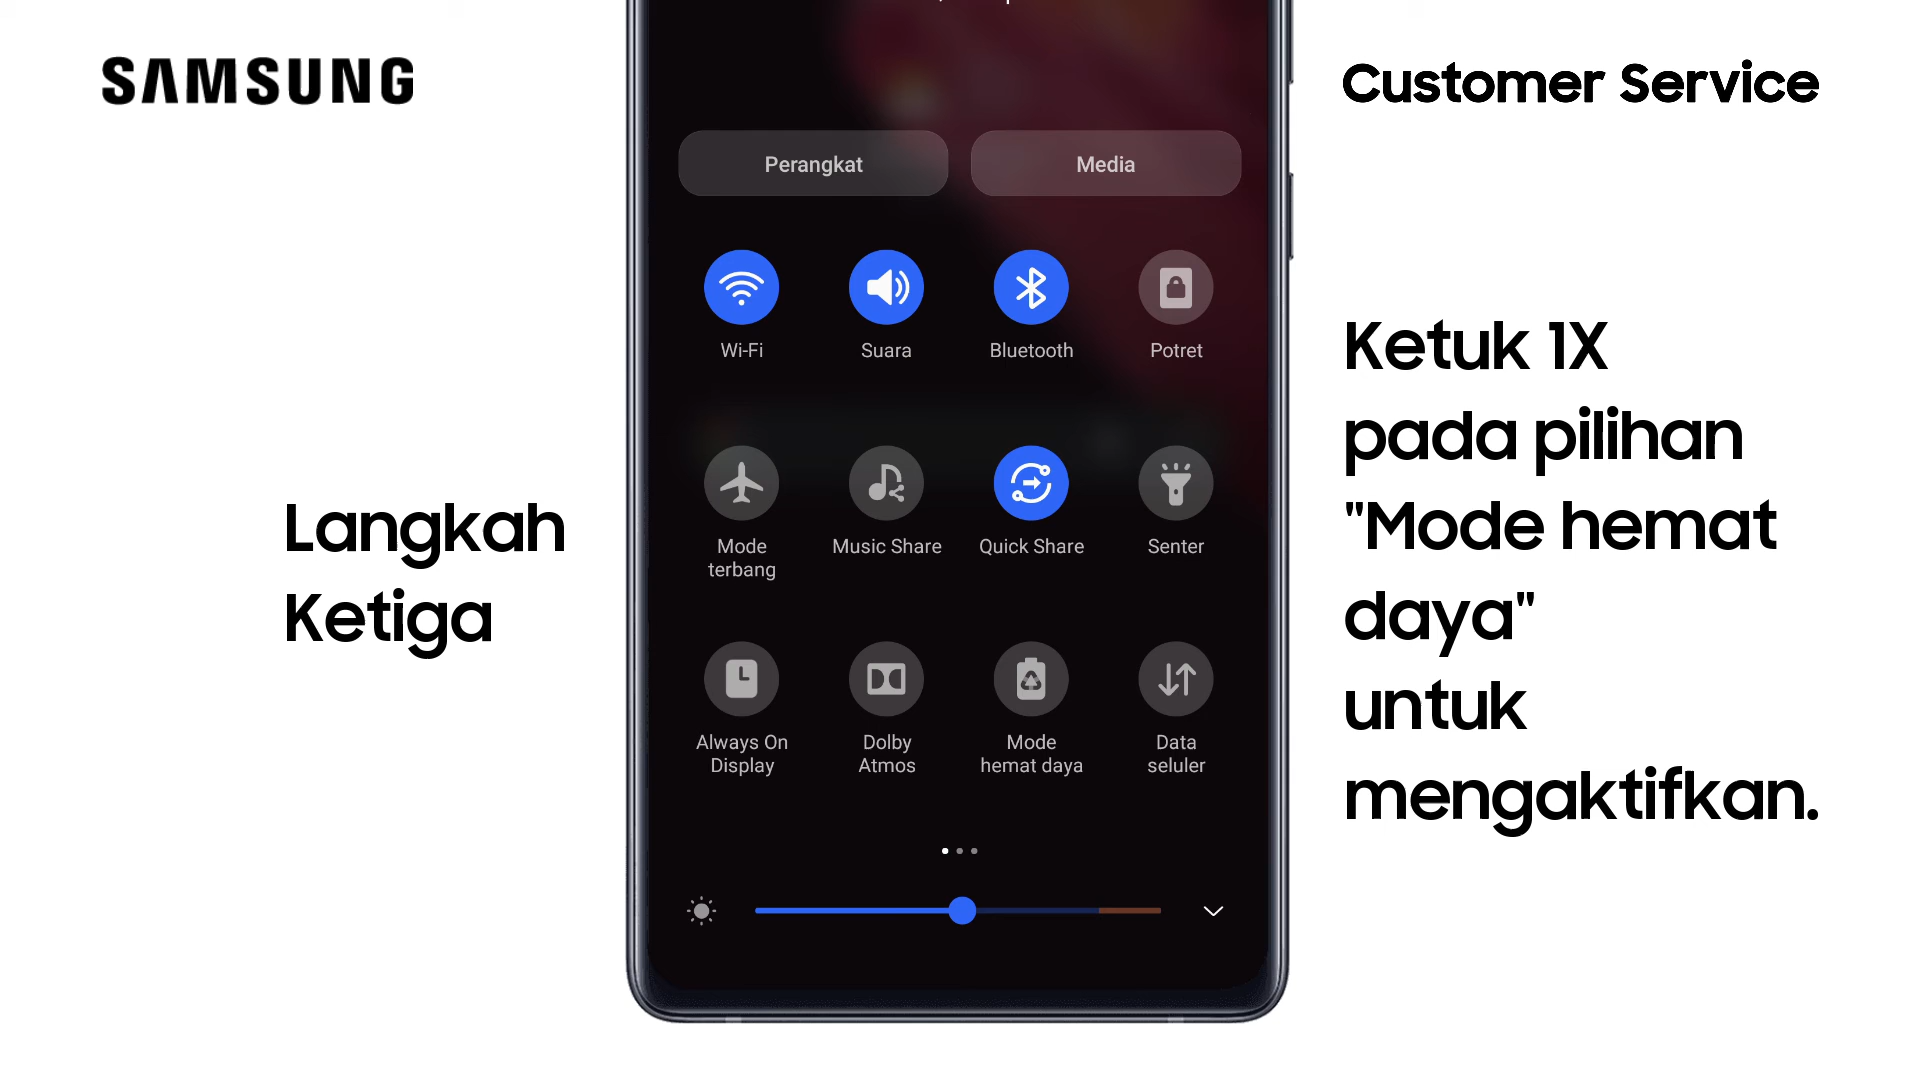 SAMSUNG
Customer Service
Perangkat
Media
Wi-Fi
Suara
Bluetooth
Potret
Mode
terbang
Music Share
Quick Share
Senter
Always On
Display
Dolby
Atmos
Mode
hemat daya
Data
seluler
Langkah
Ketiga
Ketuk 1X
pada pilihan
"Mode hemat
daya"
untuk
mengaktifkan.